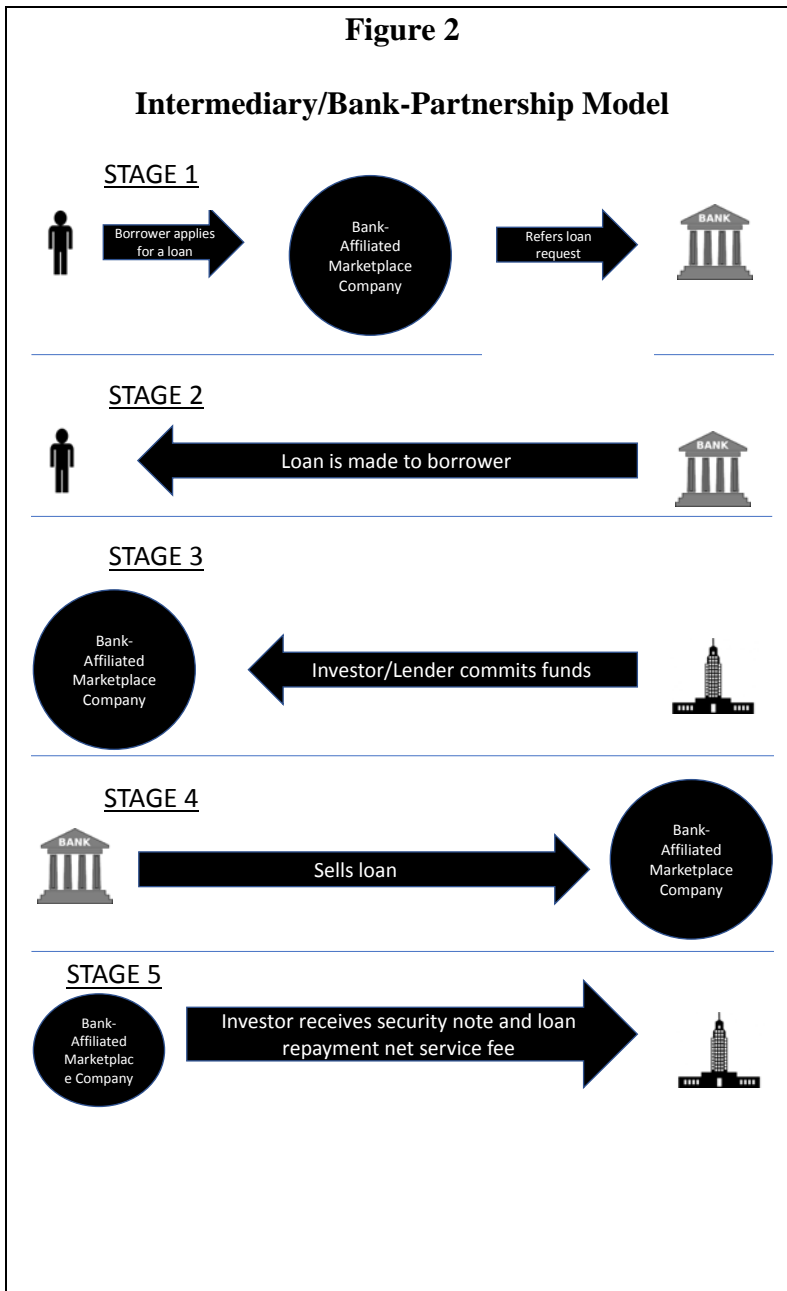 Figure 2
Intermediary/Bank-Partnership Model
STAGE 1
Borrower applies
for a loan
Bank-
Affiliated
Marketplace
Company
Refers loan
request
BANK
STAGE 2
Loan is made to borrower
BANK
STAGE 3
Bank-
Affiliated
Marketplace
Company
Investor/Lender commits funds
STAGE 4
BANK
Sells loan
Bank-
Affiliated
Marketplace
Company
STAGE 5
Bank-
Affiliated
Marketplac
e Company
Investor receives security note and loan
repayment net service fee